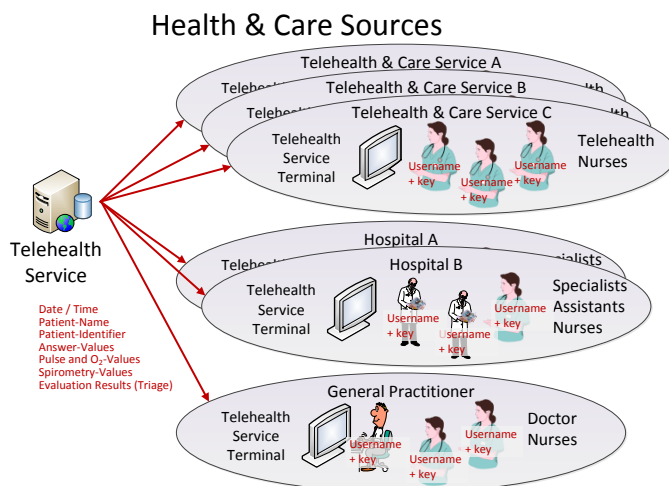 Health & Care Sources
Telehealth & Care Service A
Telehealth & Care Service B
Telehealth & Care Service C
Telehealth
Service
Terminal
Username
+ key
Username
+ key
Username
+ key
Telehealth
Nurses
Telehealth
Service
Date / Time
Patient-Name
Patient-Identifier
Answer-Values
Pulse and O₂-Values
Spirometry-Values
Evaluation Results (Triage)
Hospital A
Hospital B
Telehealth
Service
Terminal
Username
+ key
Username
+ key
Username
+ key
Specialists
Assistants
Nurses
General Practitioner
Telehealth
Service
Terminal
Username
+ key
Username
+ key
Username
+ key
Doctor
Nurses